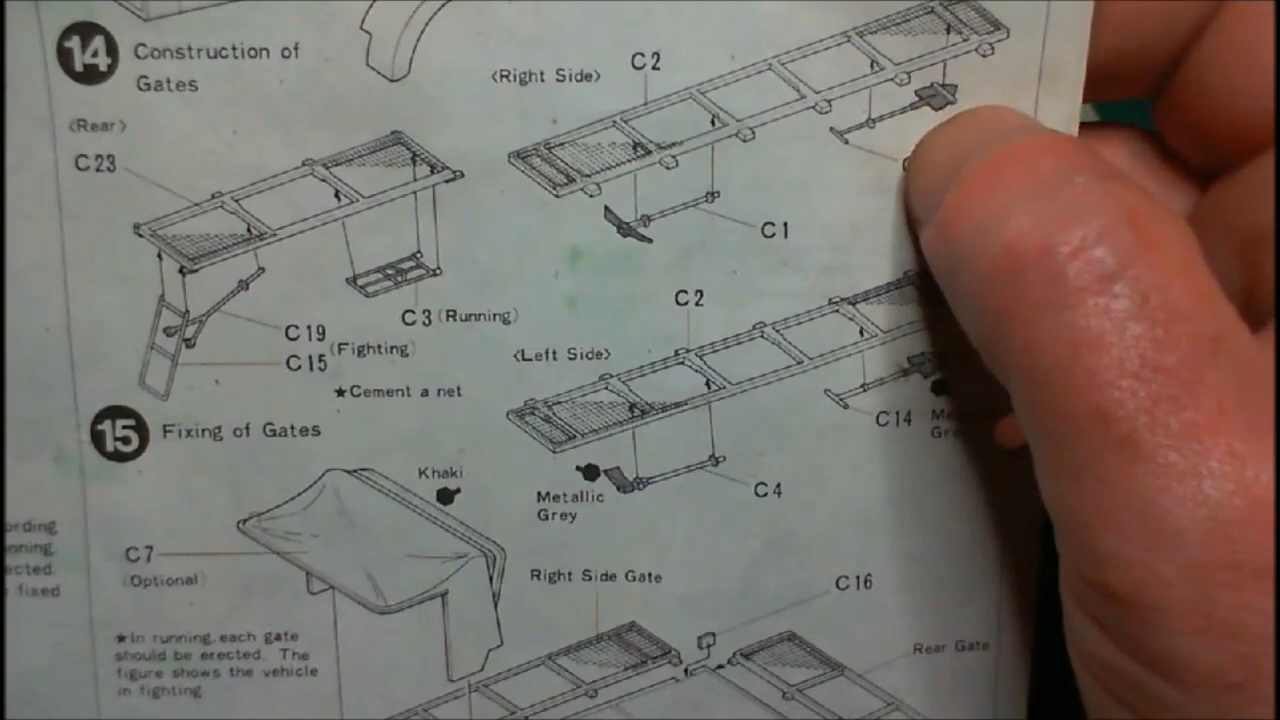 14 Construction of
Gates
<Rear>
C23
C19
(Fighting)
C15
C3 (Running)
★Cement a net
<Right Side>
C2
C1
<Left Side>
C2
C14
Metallic
Grey
C4
15 Fixing of Gates
Khaki
C7
(Optional)
★In running, each gate
should be erected. The
figure shows the vehicle
in fighting.
Right Side Gate
C16
Rear Gate
fixed